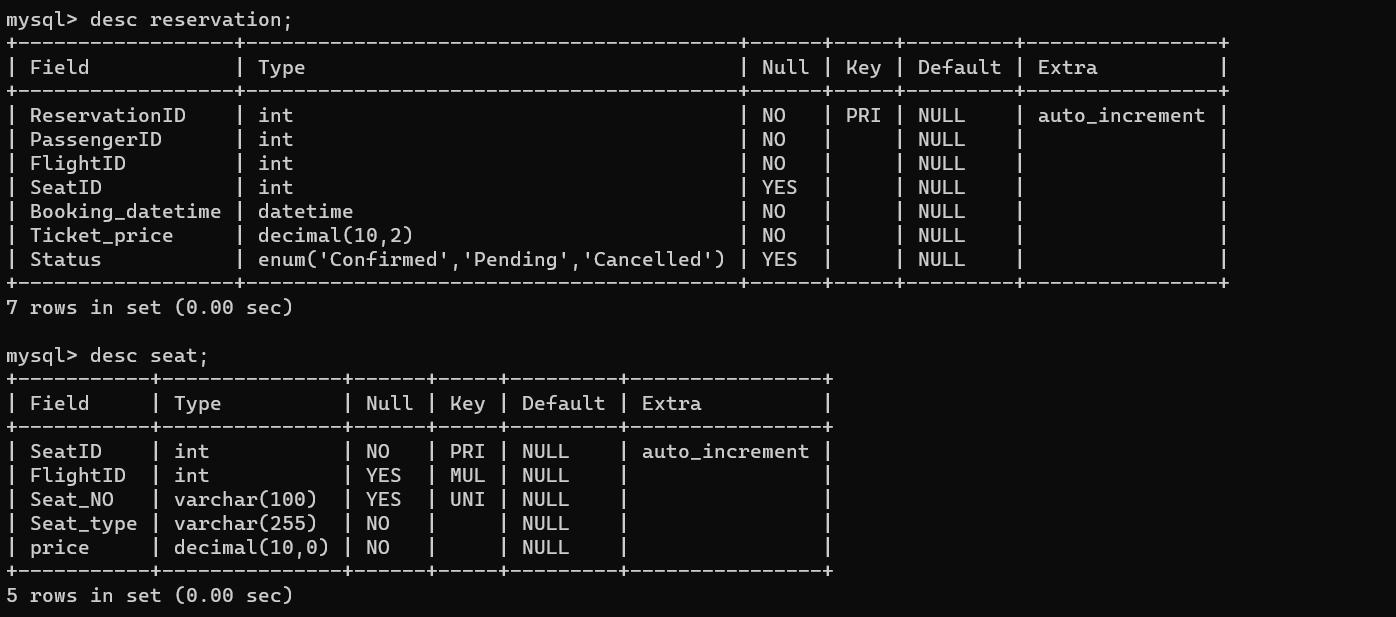 mysql> desc reservation;
+------------------+-----------------------------------------+------+-----+---------+----------------+
| Field            | Type                                    | Null | Key | Default | Extra          |
+------------------+-----------------------------------------+------+-----+---------+----------------+
| ReservationID    | int                                     | NO   | PRI | NULL    | auto_increment |
| PassengerID      | int                                     | NO   |     | NULL    |                |
| FlightID         | int                                     | NO   |     | NULL    |                |
| SeatID           | int                                     | YES  |     | NULL    |                |
| Booking_datetime | datetime                                | NO   |     | NULL    |                |
| Ticket_price     | decimal(10,2)                           | NO   |     | NULL    |                |
| Status           | enum('Confirmed','Pending','Cancelled') | YES  |     | NULL    |                |
+------------------+-----------------------------------------+------+-----+---------+----------------+
7 rows in set (0.00 sec)

mysql> desc seat;
+-----------+---------------+------+-----+---------+----------------+
| Field     | Type          | Null | Key | Default | Extra          |
+-----------+---------------+------+-----+---------+----------------+
| SeatID    | int           | NO   | PRI | NULL    | auto_increment |
| FlightID  | int           | YES  | MUL | NULL    |                |
| Seat_NO   | varchar(100)  | YES  | UNI | NULL    |                |
| Seat_type | varchar(255)  | NO   |     | NULL    |                |
| price     | decimal(10,0) | NO   |     | NULL    |                |
+-----------+---------------+------+-----+---------+----------------+
5 rows in set (0.00 sec)